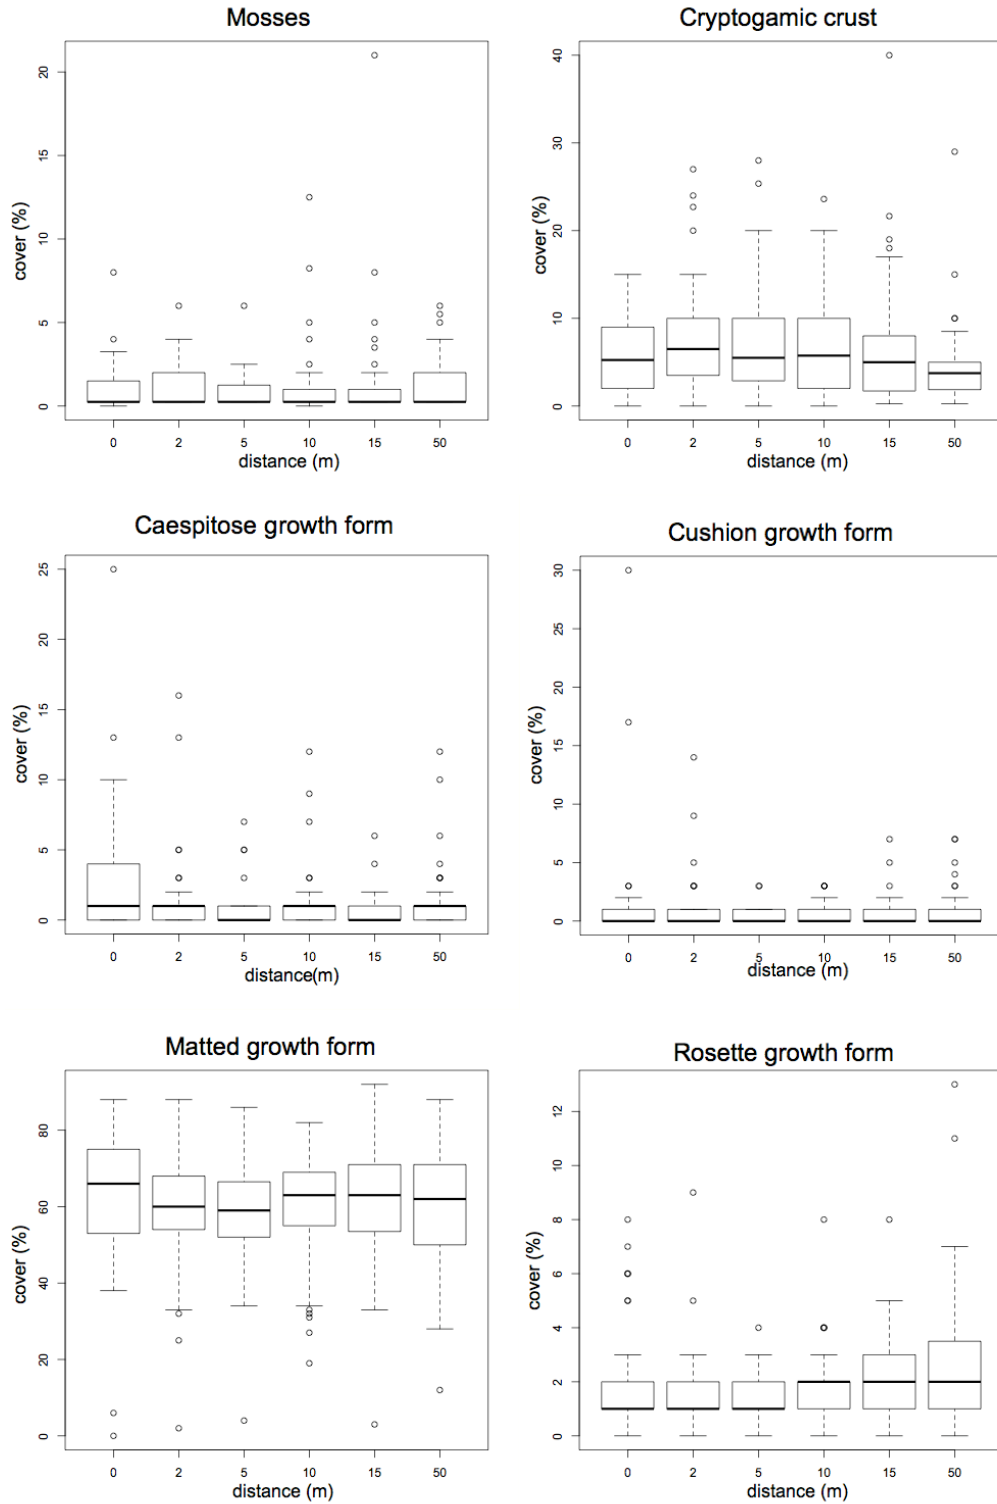 Mosses
cover (%)
20
15
10
5
0
0 2 5 10 15 50
distance (m)
Cryptogamic crust
cover (%)
40
30
20
10
0
0 2 5 10 15 50
distance (m)
Caespitose growth form
cover (%)
25
20
15
10
5
0
0 2 5 10 15 50
distance(m)
Cushion growth form
cover (%)
30
25
20
15
10
5
0
0 2 5 10 15 50
distance (m)
Matted growth form
cover (%)
80
60
40
20
0
0 2 5 10 15 50
distance (m)
Rosette growth form
cover (%)
12
10
8
6
4
2
0
0 2 5 10 15 50
distance (m)